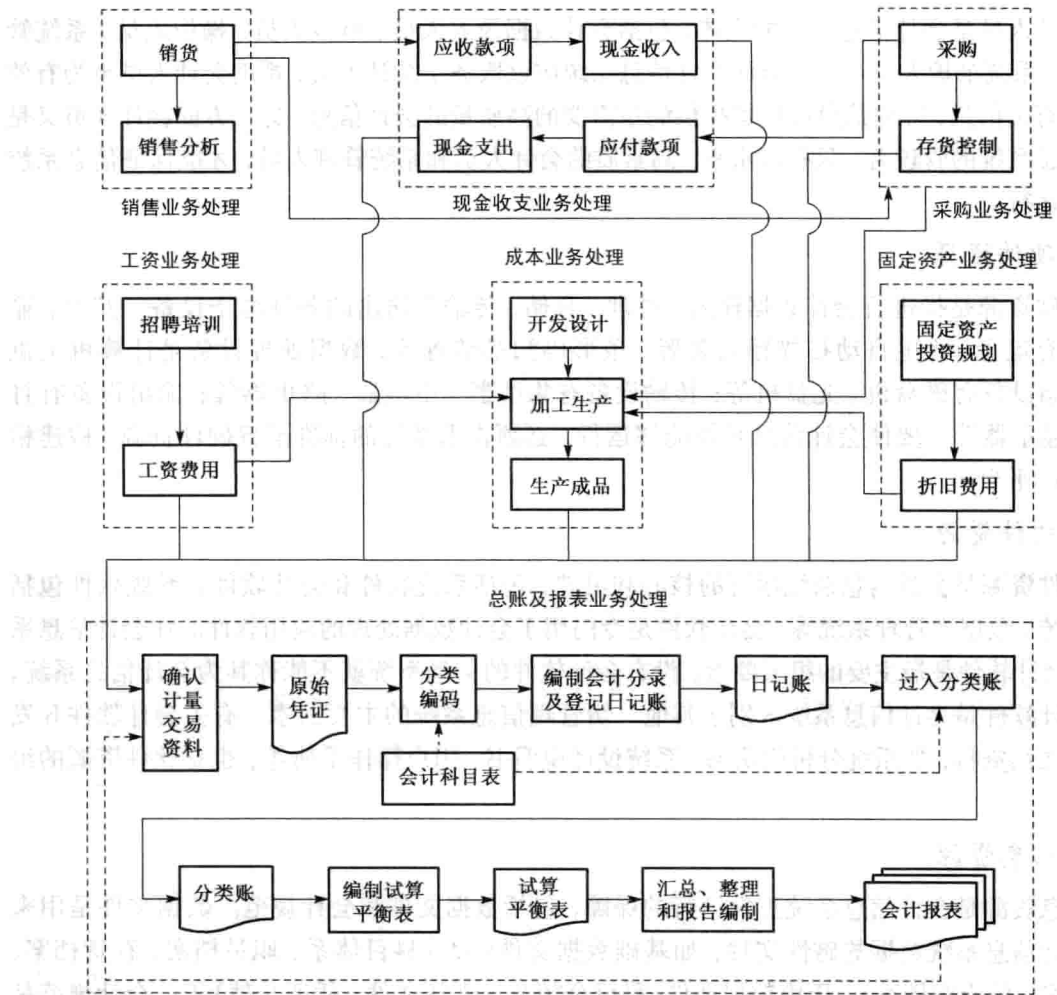 销货
应收款项
现金收入
采购
销售分析
现金支出
应付款项
存货控制
销售业务处理
现金收支业务处理
采购业务处理
工资业务处理
成本业务处理
固定资产业务处理
招聘培训
开发设计
固定资产
投资规划
加工生产
工资费用
生产成品
折旧费用
总账及报表业务处理
确认
计量
交易
资料
原始
凭证
分类
编码
编制会计分录
及登记日记账
日记账
过入分类账
会计科目表
分类账
编制试算
平衡表
试算
平衡表
汇总、整理
和报告编制
会计报表